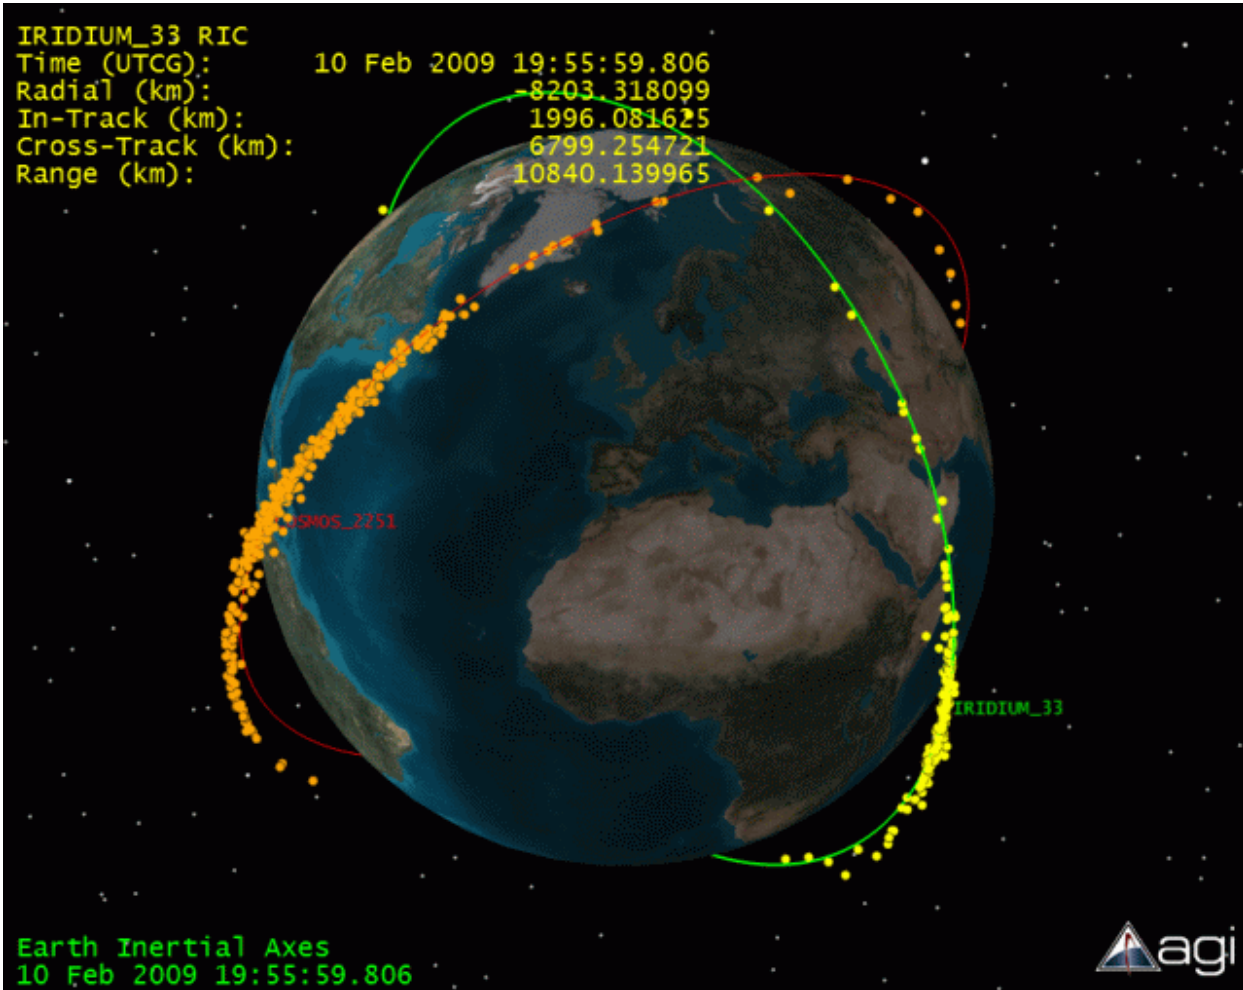 IRIDIUM_33 RIC
Time (UTCG): 10 Feb 2009 19:55:59.806
Radial (km): -8203.318099
In-Track (km): 1996.081625
Cross-Track (km): 6799.254721
Range (km): 10840.139965
OSMOS_2251
IRIDIUM_33
Earth Inertial Axes
10 Feb 2009 19:55:59.806
agi